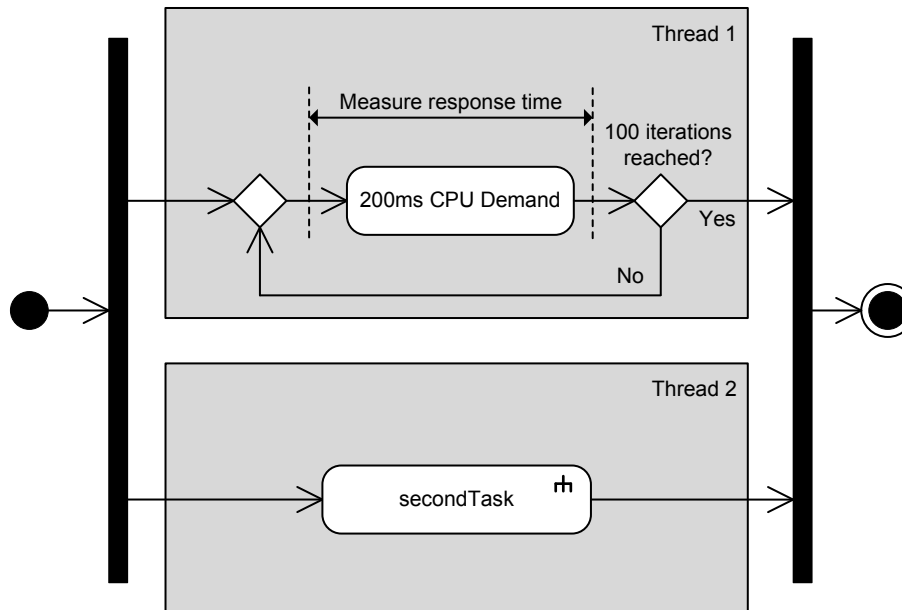 Thread 1
Measure response time
100 iterations
reached?
200ms CPU Demand
Yes
No
Thread 2
secondTask